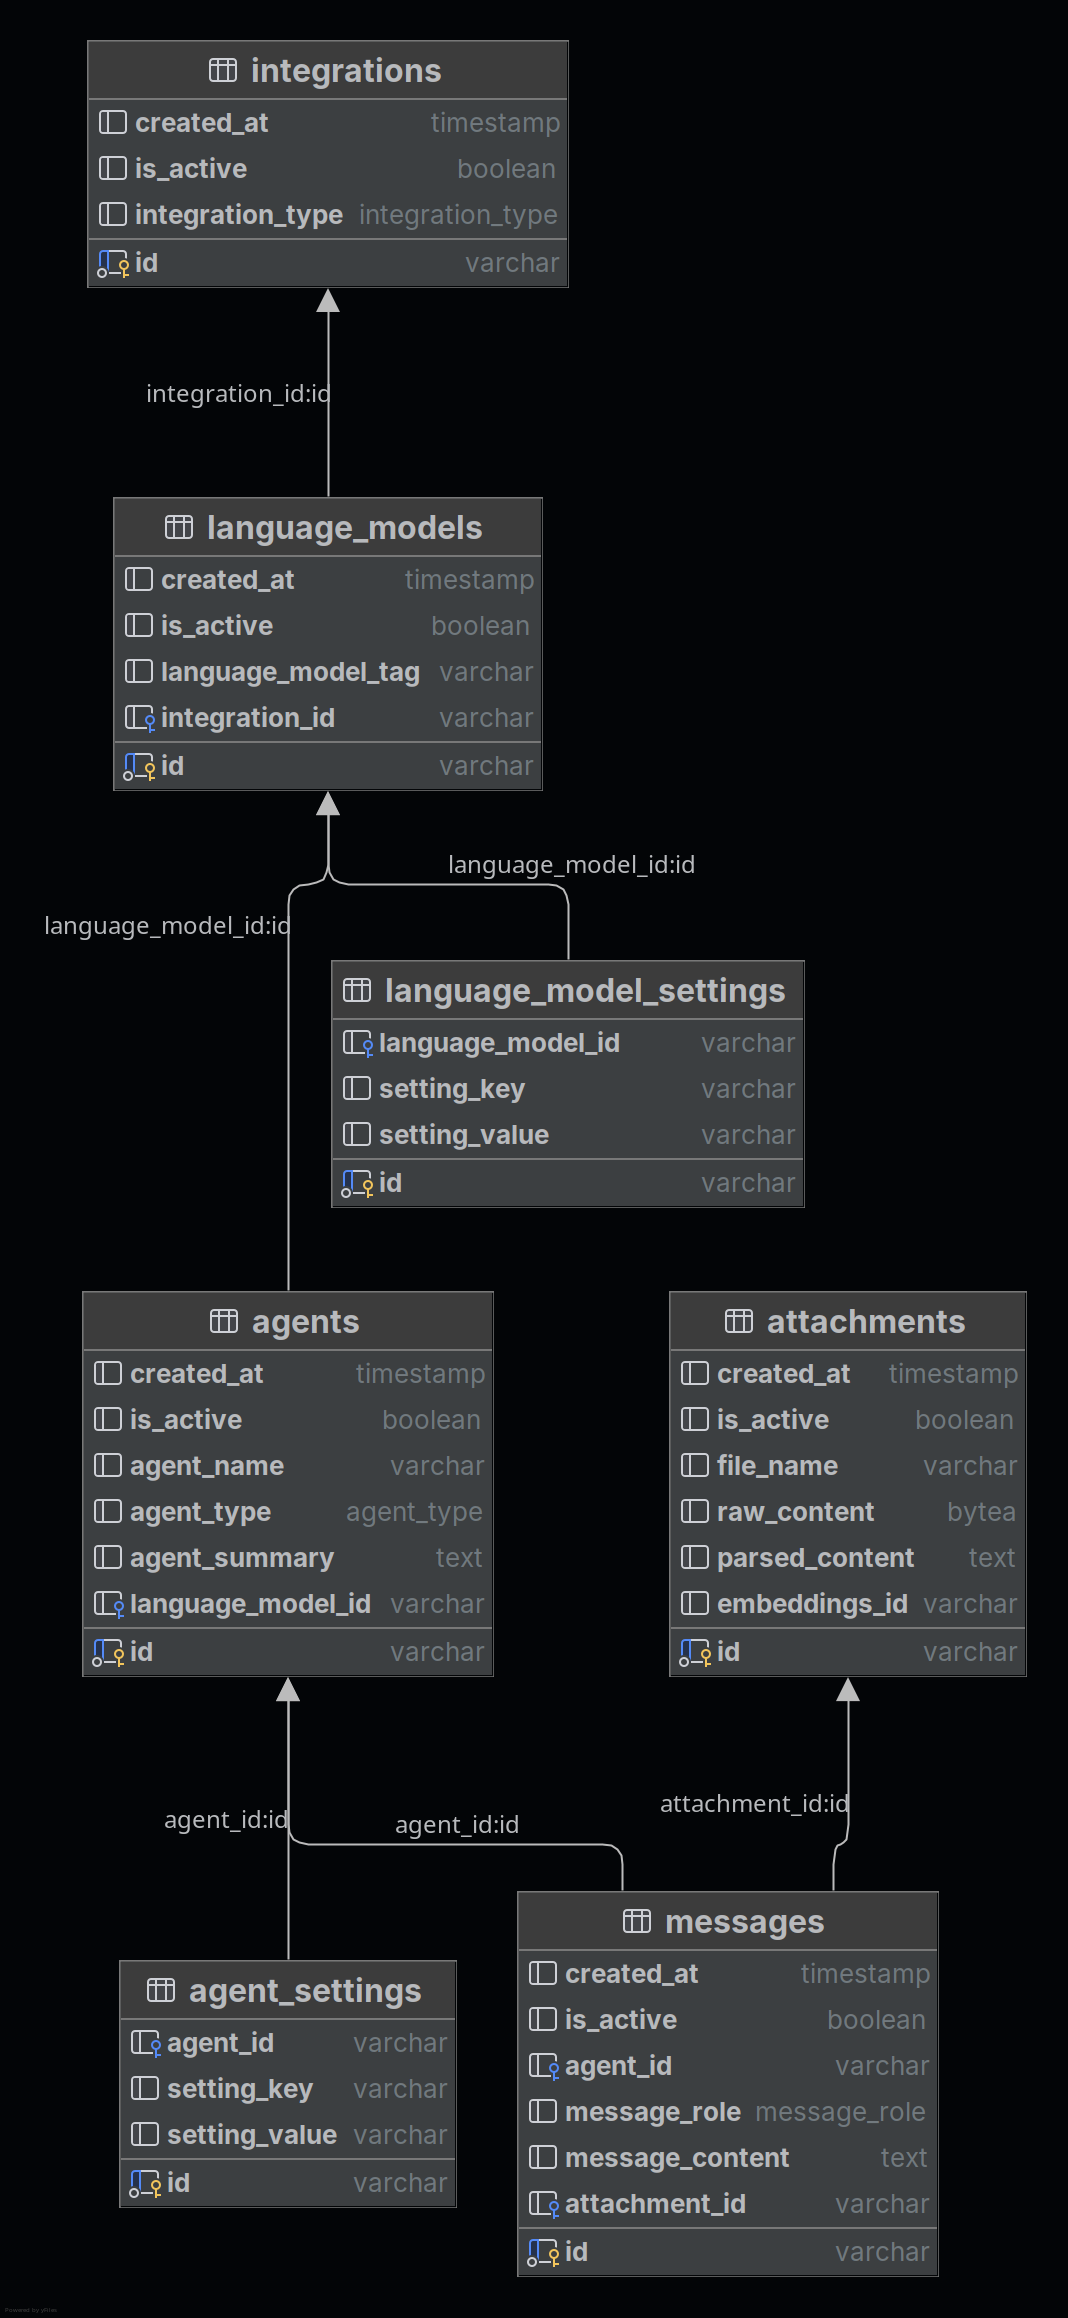 integrations
created_at timestamp
is_active boolean
integration_type integration_type
id varchar
integration_id:id
language_models
created_at timestamp
is_active boolean
language_model_tag varchar
integration_id varchar
id varchar
language_model_id:id
language_model_id:id
language_model_settings
language_model_id varchar
setting_key varchar
setting_value varchar
id varchar
agents
created_at timestamp
is_active boolean
agent_name varchar
agent_type agent_type
agent_summary text
language_model_id varchar
id varchar
attachments
created_at timestamp
is_active boolean
file_name varchar
raw_content bytea
parsed_content text
embeddings_id varchar
id varchar
attachment_id:id
agent_id:id
agent_id:id
messages
created_at timestamp
is_active boolean
agent_id varchar
message_role message_role
message_content text
attachment_id varchar
id varchar
agent_settings
agent_id varchar
setting_key varchar
setting_value varchar
id varchar
Powered by yFiles